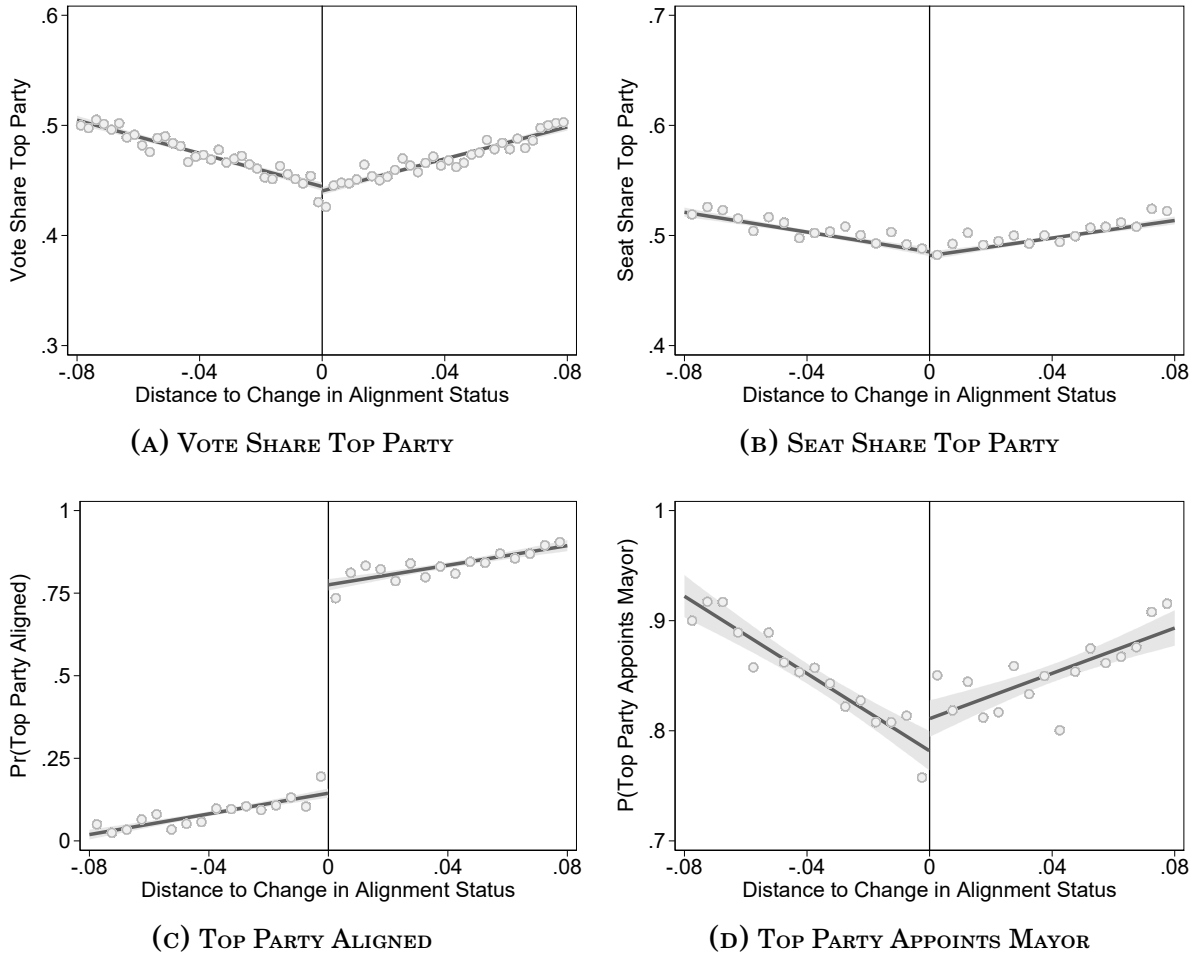 Vote Share Top Party
.6
.5
.4
.3
-.08 -.04 0 .04 .08
Distance to Change in Alignment Status
(A) Vote Share Top Party
Seat Share Top Party
.7
.6
.5
.4
-.08 -.04 0 .04 .08
Distance to Change in Alignment Status
(B) Seat Share Top Party
Pr(Top Party Aligned)
1
.75
.5
.25
0
-.08 -.04 0 .04 .08
Distance to Change in Alignment Status
(C) Top Party Aligned
P(Top Party Appoints Mayor)
1
.9
.8
.7
-.08 -.04 0 .04 .08
Distance to Change in Alignment Status
(D) Top Party Appoints Mayor